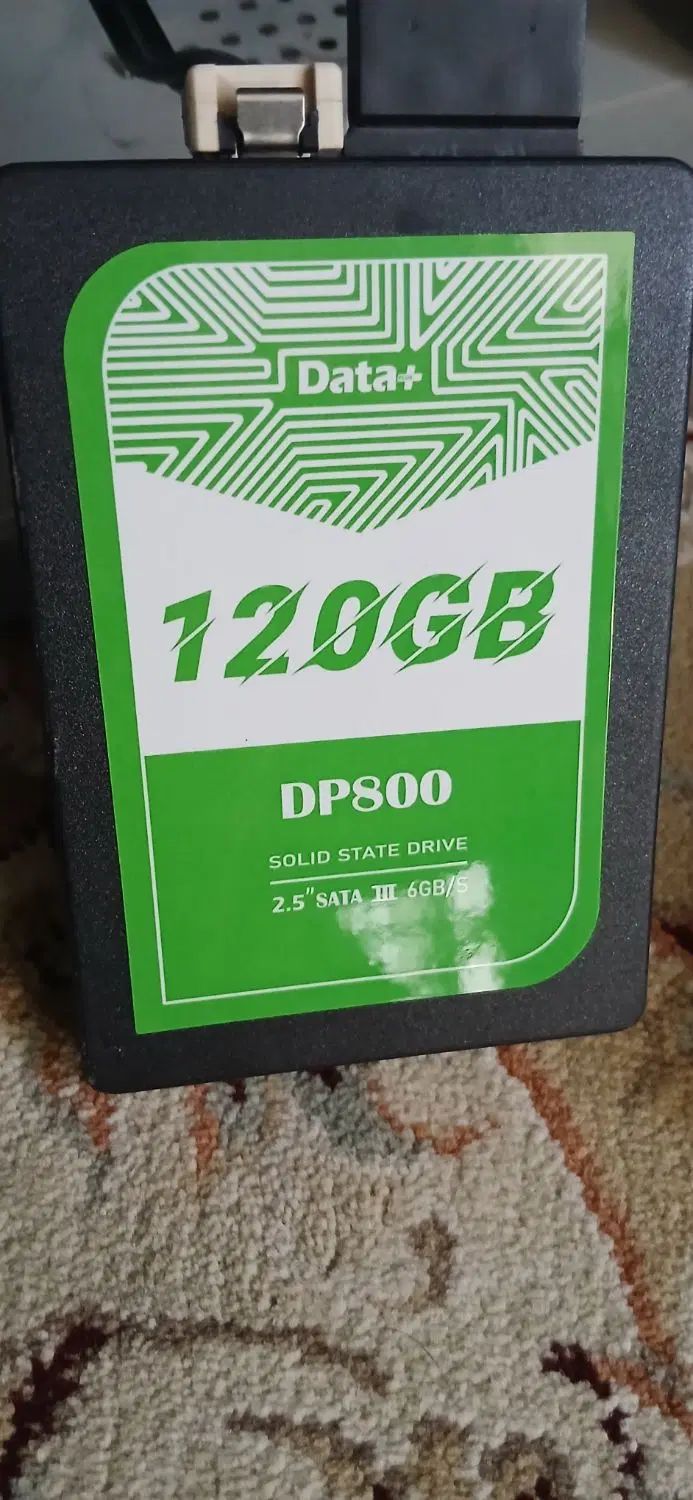 Data+
120GB
DP800
SOLID STATE DRIVE
2.5" SATA III 6GB/S